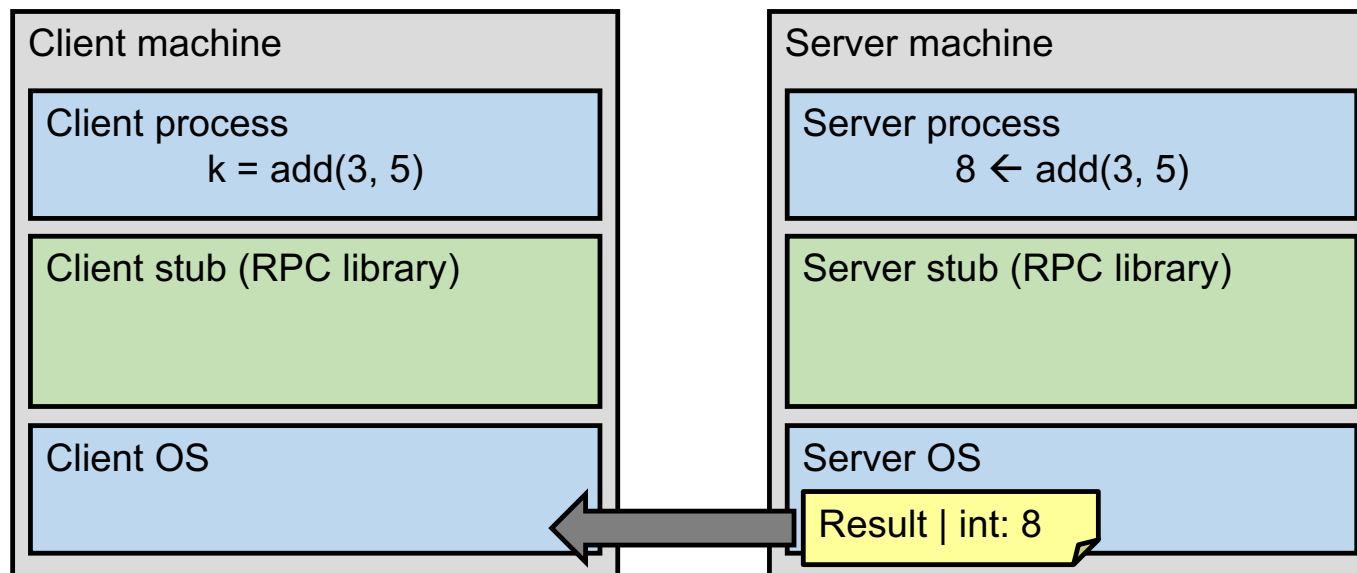 Client machine
Client process
k = add(3, 5)
Client stub (RPC library)
Client OS
Server machine
Server process
8 ← add(3, 5)
Server stub (RPC library)
Server OS
Result | int: 8